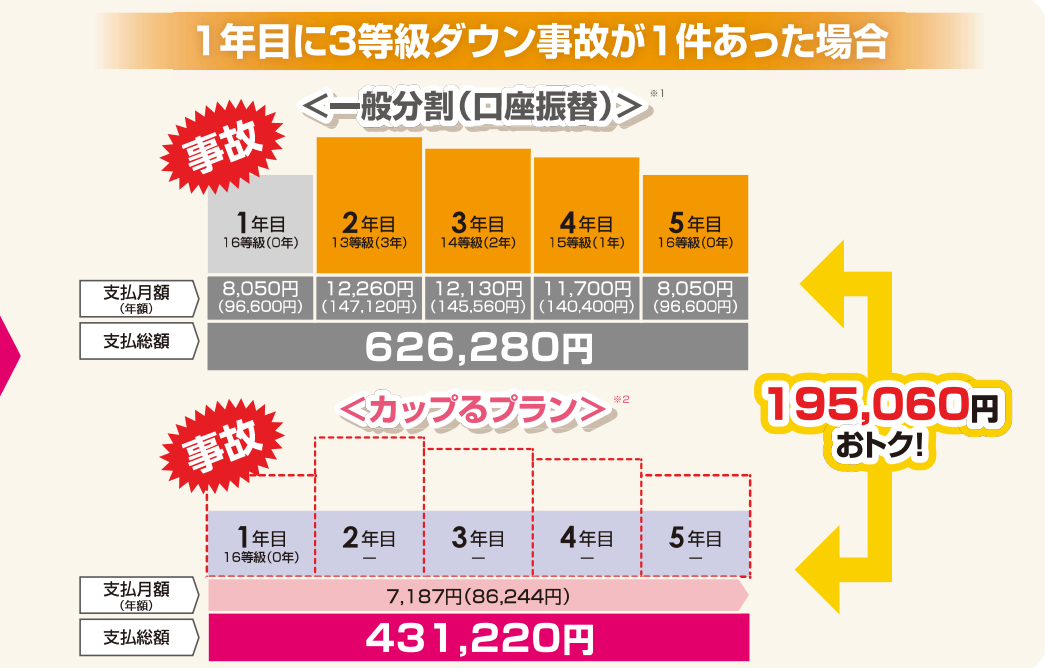 1年目に3等級ダウン事故が1件あった場合
＜一般分割（口座振替）＞※1
事故
1年目 2年目 3年目 4年目 5年目
16等級（0年） 13等級（3年） 14等級（2年） 15等級（1年） 16等級（0年）
支払月額 8,050円 12,260円 12,130円 11,700円 8,050円
（年額） （96,600円） （147,120円） （145,560円） （140,400円） （96,600円）
支払総額 626,280円
195,060円
おトク!
＜カップるプラン＞※2
事故
1年目 2年目 3年目 4年目 5年目
16等級（0年） ー ー ー ー
支払月額 7,187円（86,244円）
（年額）
支払総額 431,220円